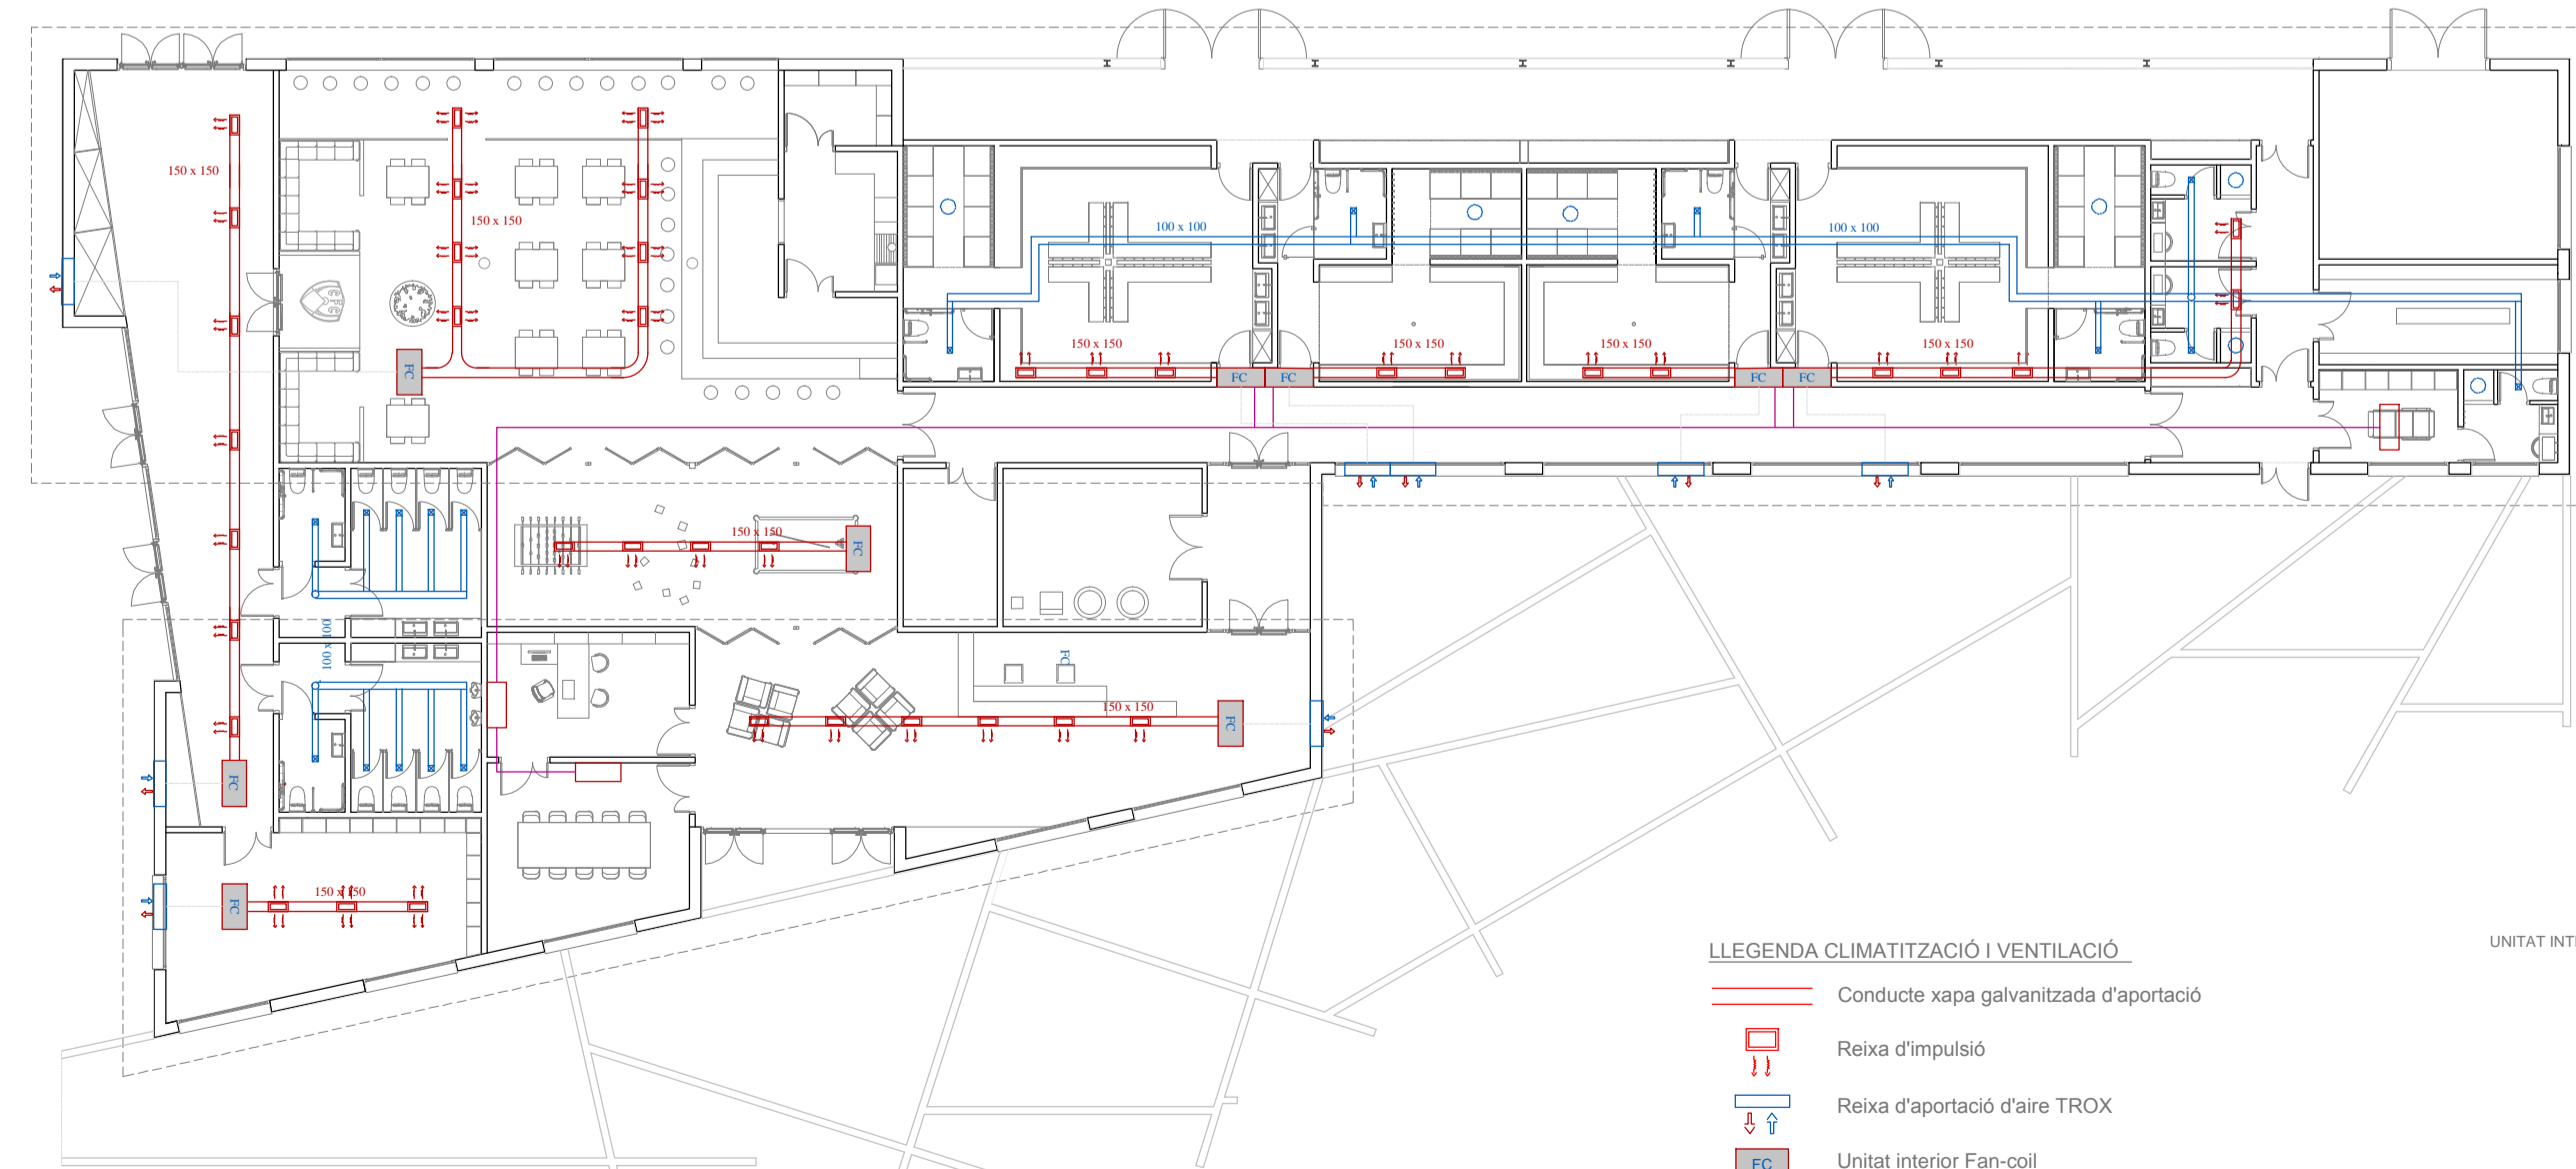 150 x 150
150 x 150
100 x 100
100 x 100
150 x 150
150 x 150
150 x 150
150 x 150
FC
FC
FC
FC
FC
150 x 150
FC
100 x 100
FC
150 x 150
FC
FC
150 x 150
FC
LLEGENDA CLIMATITZACIÓ I VENTILACIÓ
UNITAT
Conducte xapa galvanitzada d'aportació
Reixa d'impulsió
Reixa d'aportació d'aire TROX
FC
Unitat interior Fan-coil